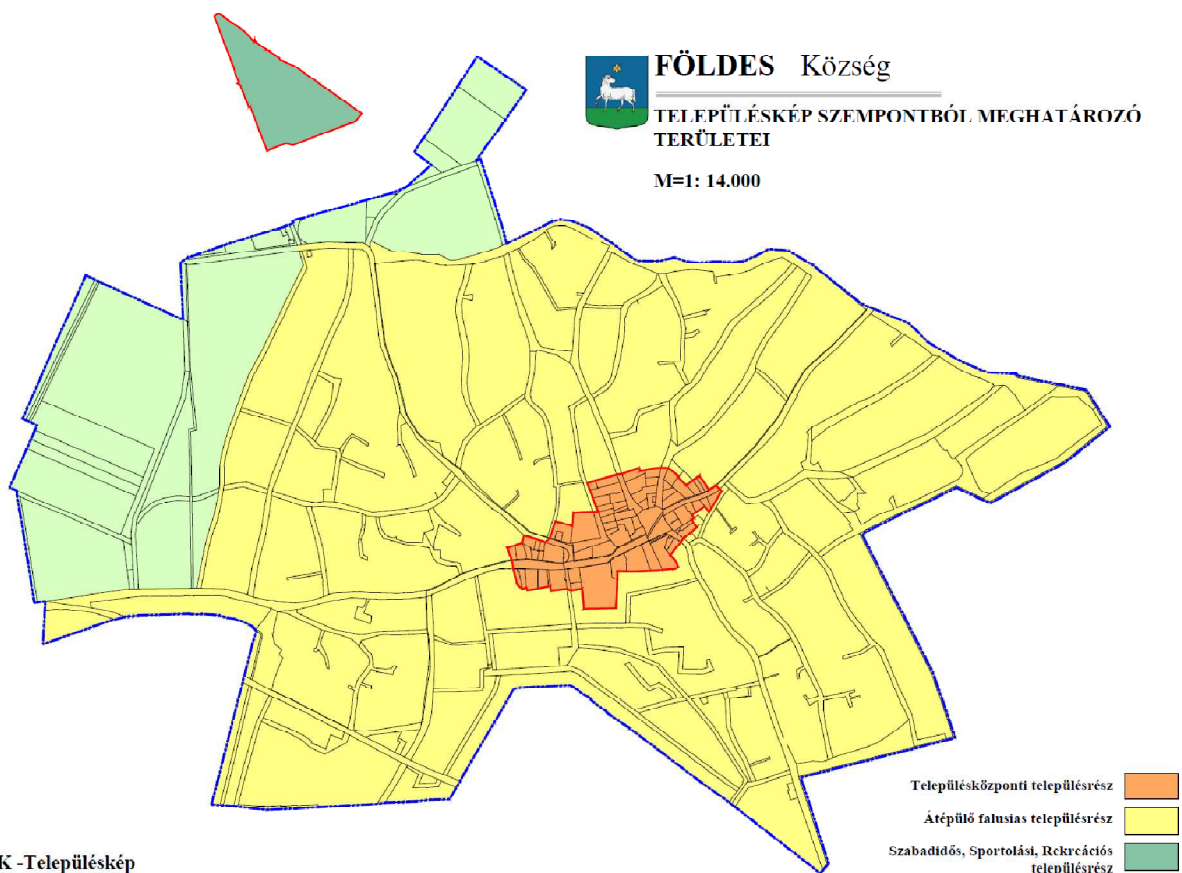 FÖLDES Község
TELEPÜLÉSKÉP SZEMPONTBÓL MEGHATÁROZÓ
TERÜLETEI
M=1: 14.000
Településközponti településrész
Átépülő falusias településrész
Szabadidős, Sportolási, Rekreációs
településrész
K -Településkép